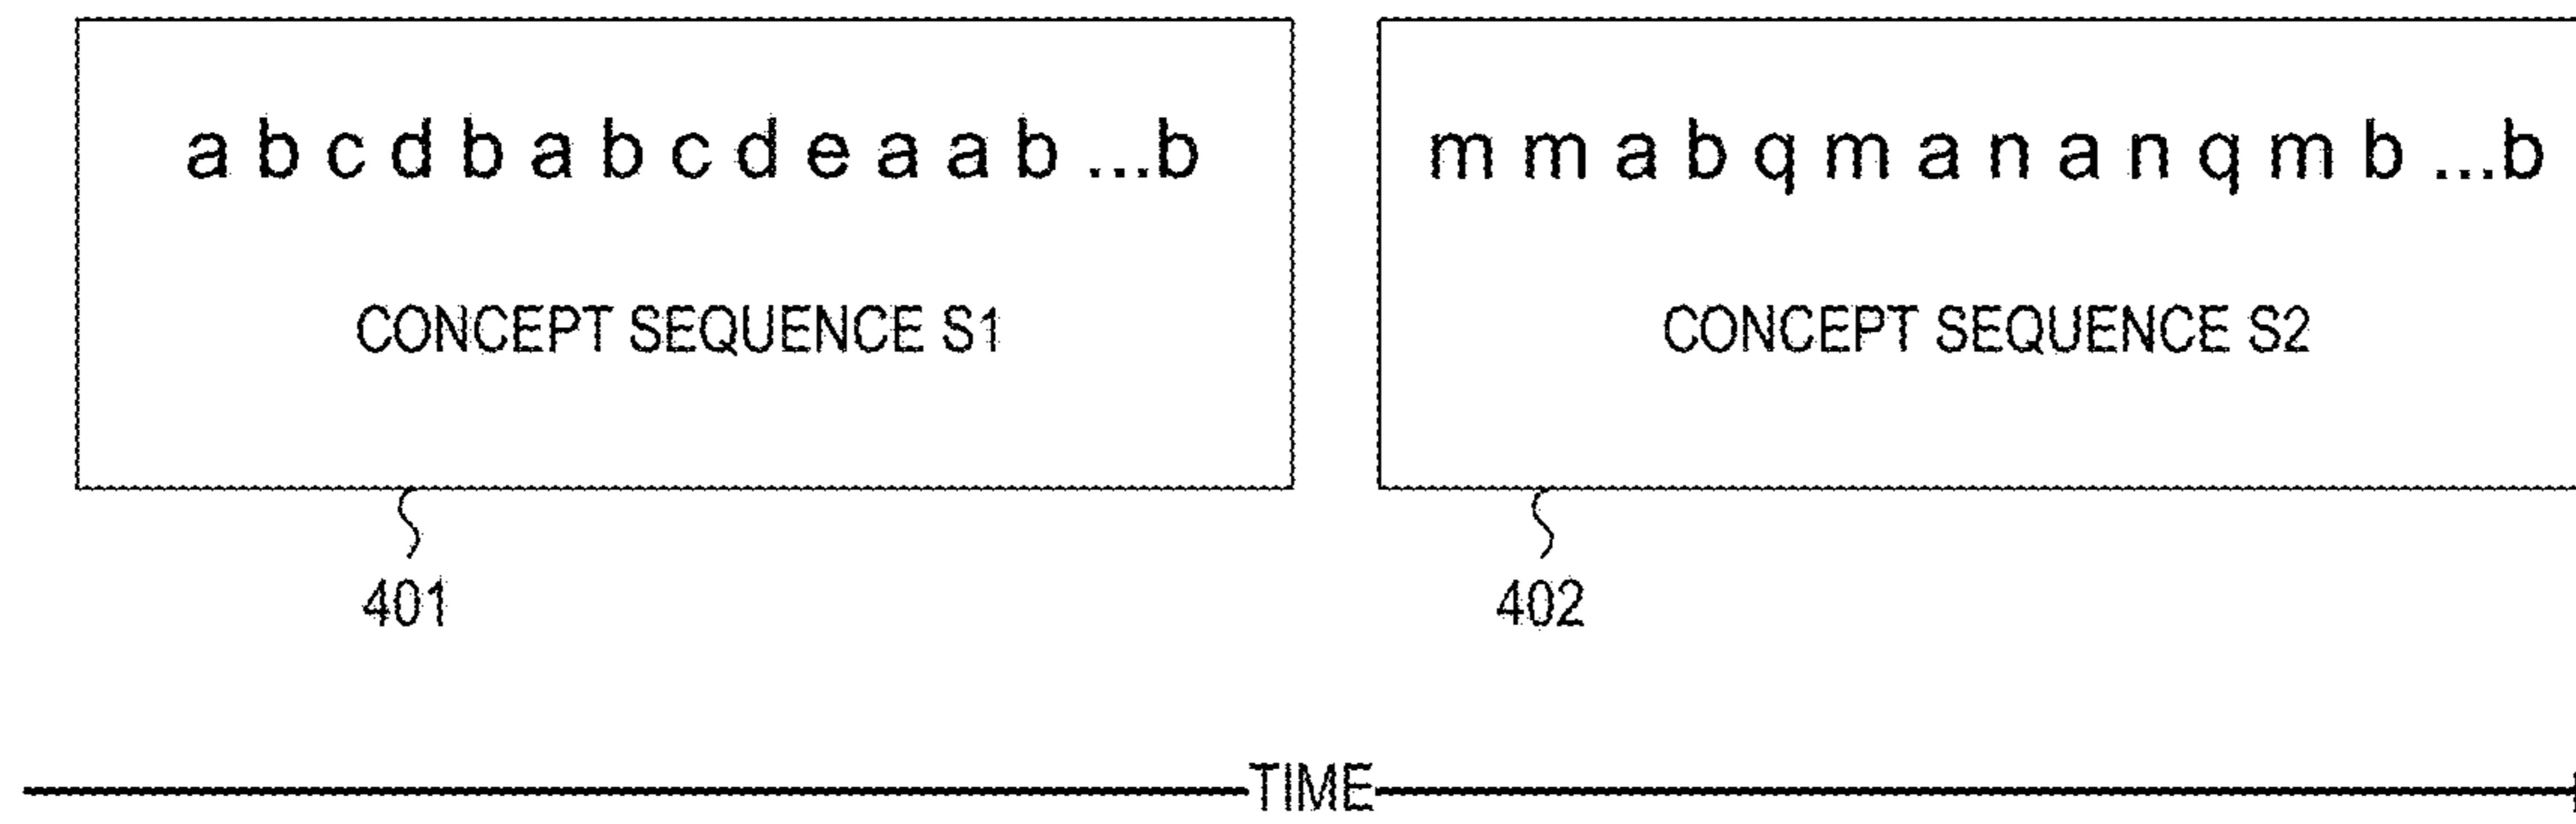 a b c d b a b c d e a a b ...b
CONCEPT SEQUENCE S1
401
m m a b q m a n a n q m b ...b
CONCEPT SEQUENCE S2
402
TIME